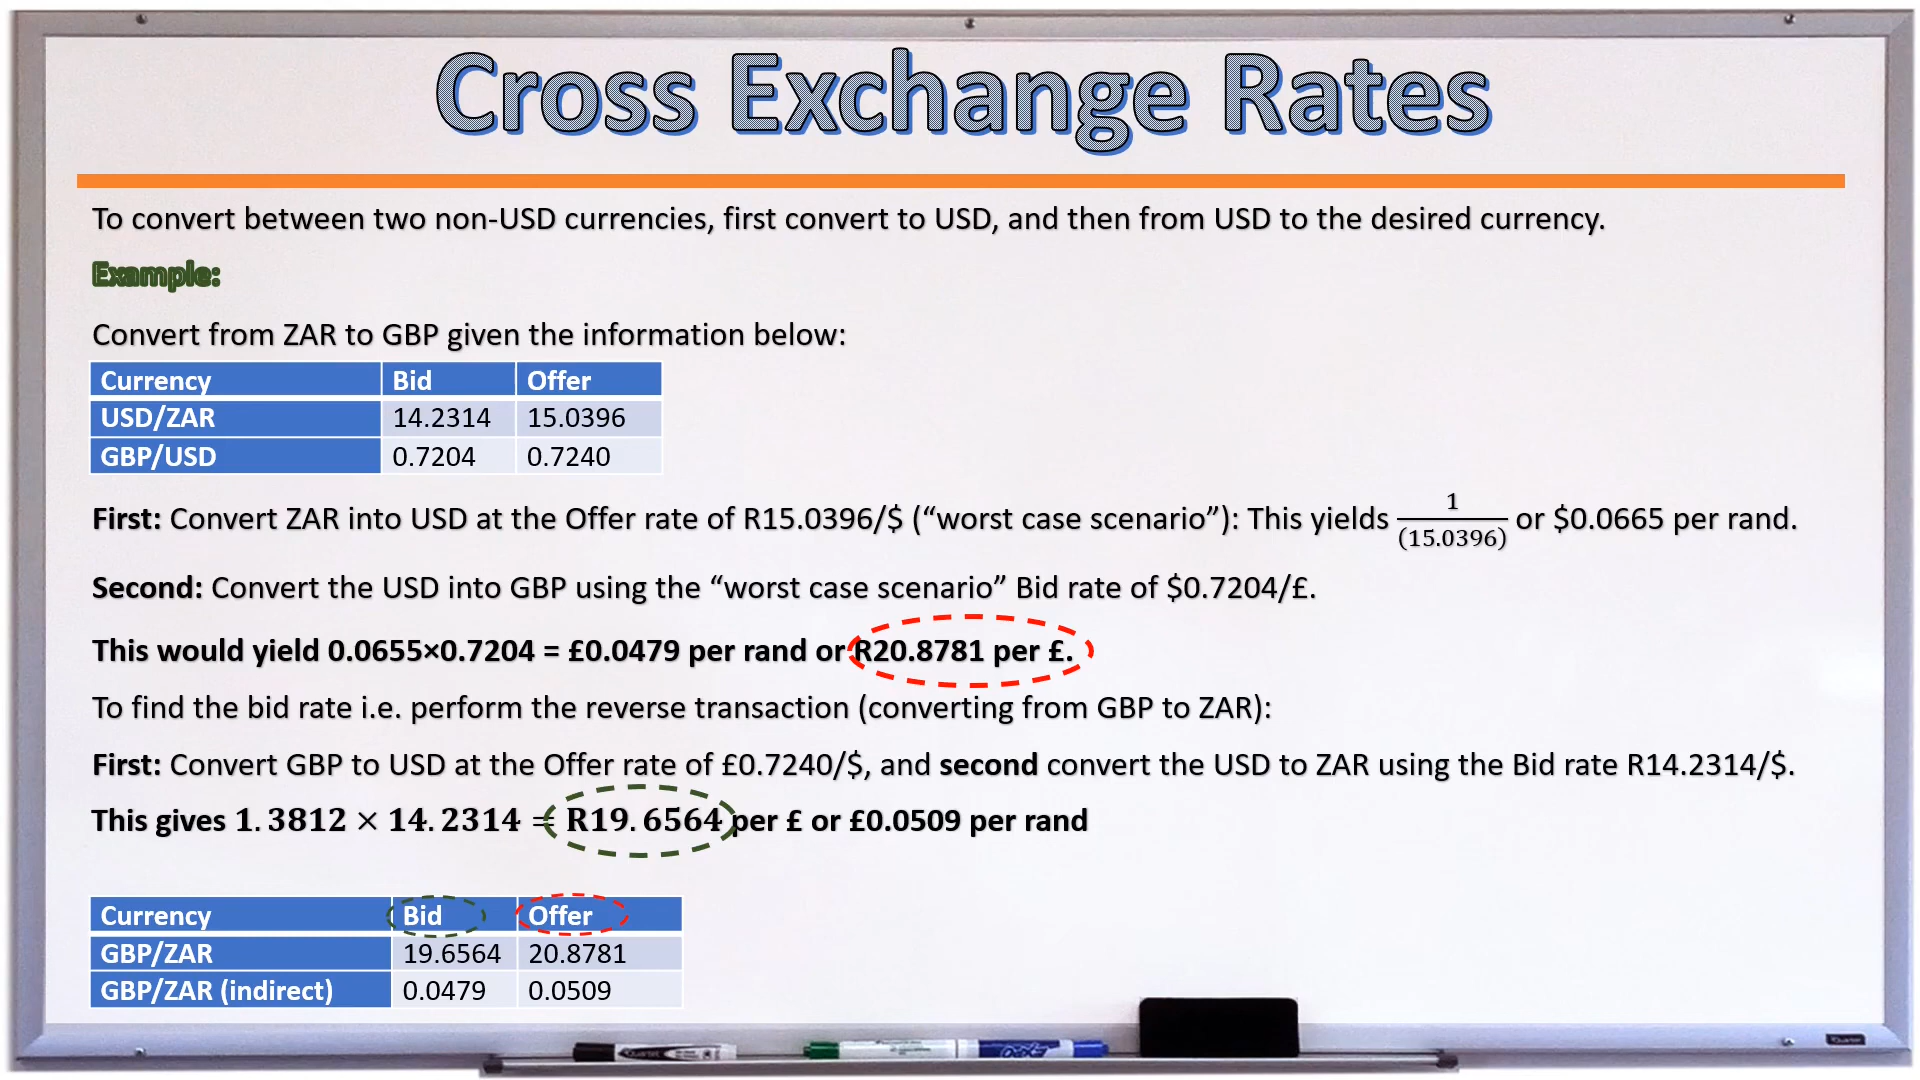 Cross Exchange Rates
To convert between two non-USD currencies, first convert to USD, and then from USD to the desired currency.
Example:
Convert from ZAR to GBP given the information below:
Currency Bid Offer
USD/ZAR 14.2314 15.0396
GBP/USD 0.7204 0.7240
First: Convert ZAR into USD at the Offer rate of R15.0396/$ (“worst case scenario”): This yields 1/(15.0396) or $0.0665 per rand.
Second: Convert the USD into GBP using the “worst case scenario” Bid rate of $0.7204/£.
This would yield 0.0655×0.7204 = £0.0479 per rand or R20.8781 per £.
To find the bid rate i.e. perform the reverse transaction (converting from GBP to ZAR):
First: Convert GBP to USD at the Offer rate of £0.7240/$, and second convert the USD to ZAR using the Bid rate R14.2314/$.
This gives 1.3812 × 14.2314 = R19.6564 per £ or £0.0509 per rand
Currency Bid Offer
GBP/ZAR 19.6564 20.8781
GBP/ZAR (indirect) 0.0479 0.0509